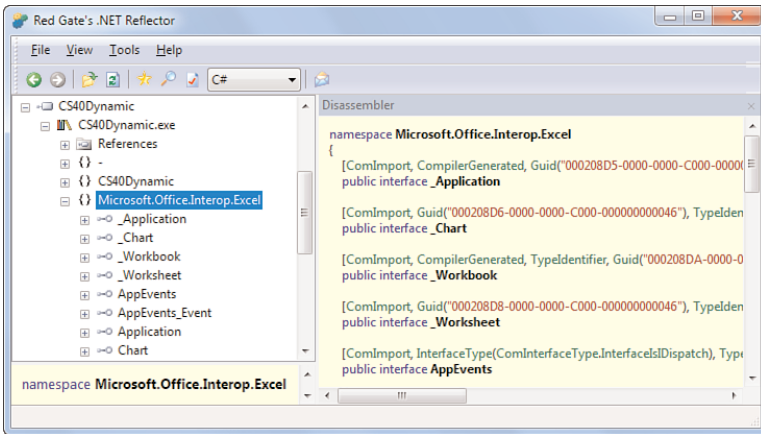 Red Gate's .NET Reflector
File View Tools Help
C#
CS40Dynamic
CS40Dynamic.exe
References
{} -
{} CS40Dynamic
{} Microsoft.Office.Interop.Excel
_Application
_Chart
_Workbook
_Worksheet
AppEvents
AppEvents_Event
Application
Chart
namespace Microsoft.Office.Interop.Excel
Disassembler
namespace Microsoft.Office.Interop.Excel
{
[ComImport, CompilerGenerated, Guid("000208D5-0000-0000-C000-00000
public interface _Application
[ComImport, Guid("000208D6-0000-0000-C000-000000000046"), TypeIden
public interface _Chart
[ComImport, CompilerGenerated, TypeIdentifier, Guid("000208DA-0000-0
public interface _Workbook
[ComImport, Guid("000208D8-0000-0000-C000-000000000046"), TypeIden
public interface _Worksheet
[ComImport, InterfaceType(ComInterfaceType.InterfaceIsIDispatch), Type
public interface AppEvents